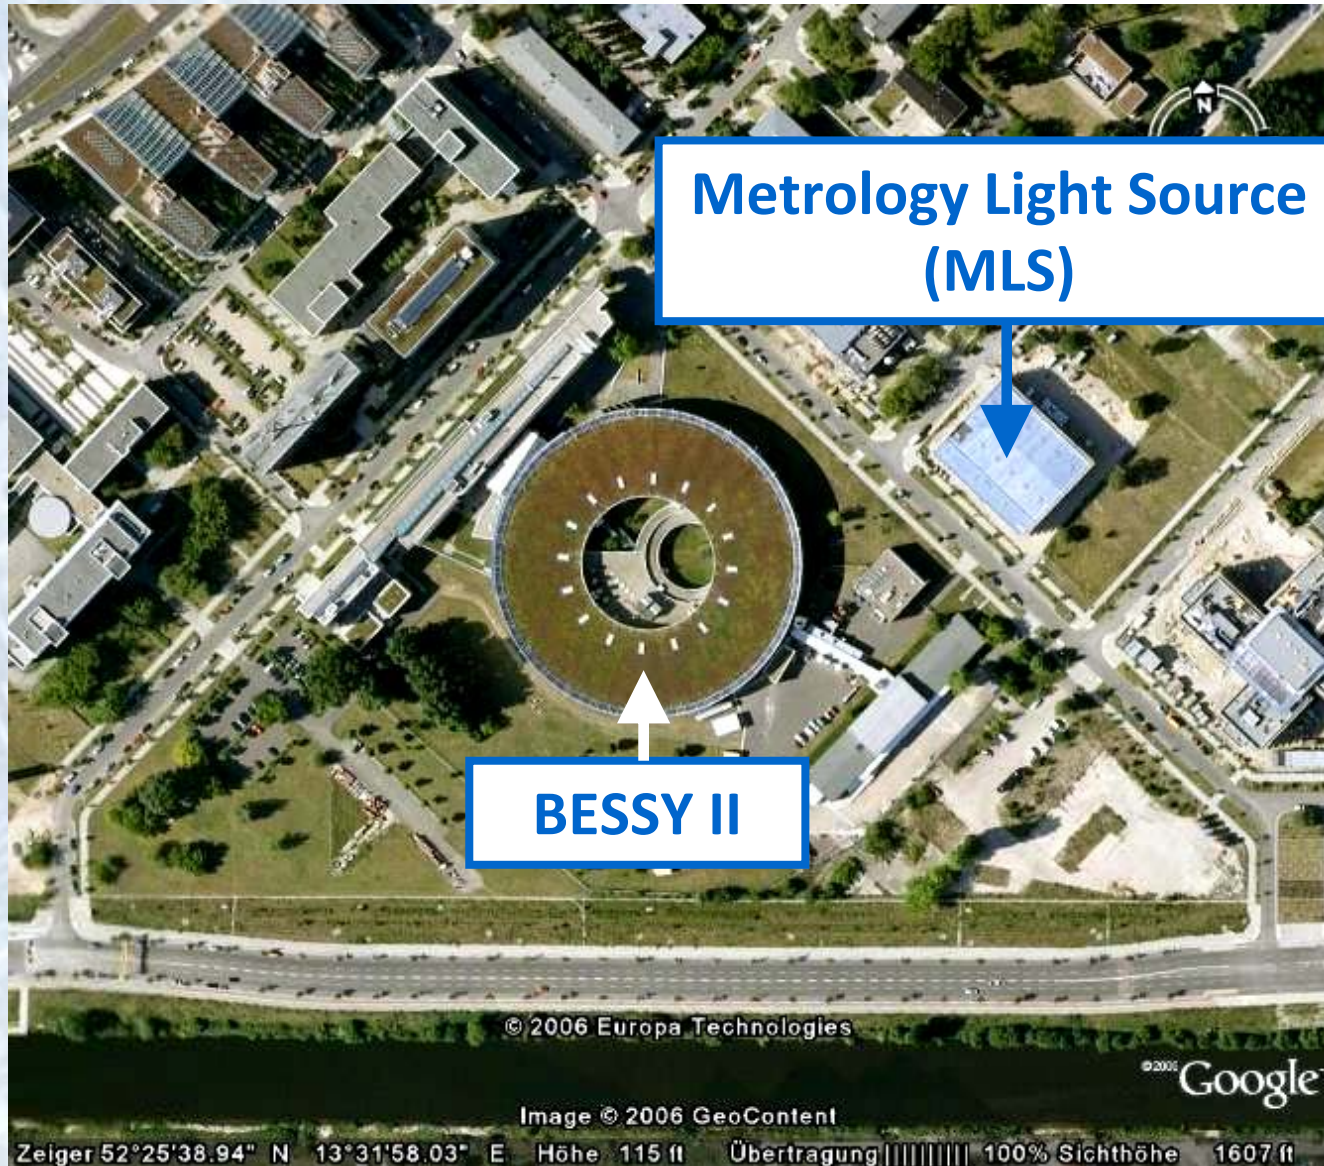 N
Metrology Light Source
(MLS)
BESSY II
© 2006 Europa Technologies
Google
Image © 2006 GeoContent
Zeiger 52°25'38.94" N 13°31'58.03" E Höhe 115 ft Übertragung |||||||||| 100% Sichthöhe 1607 ft